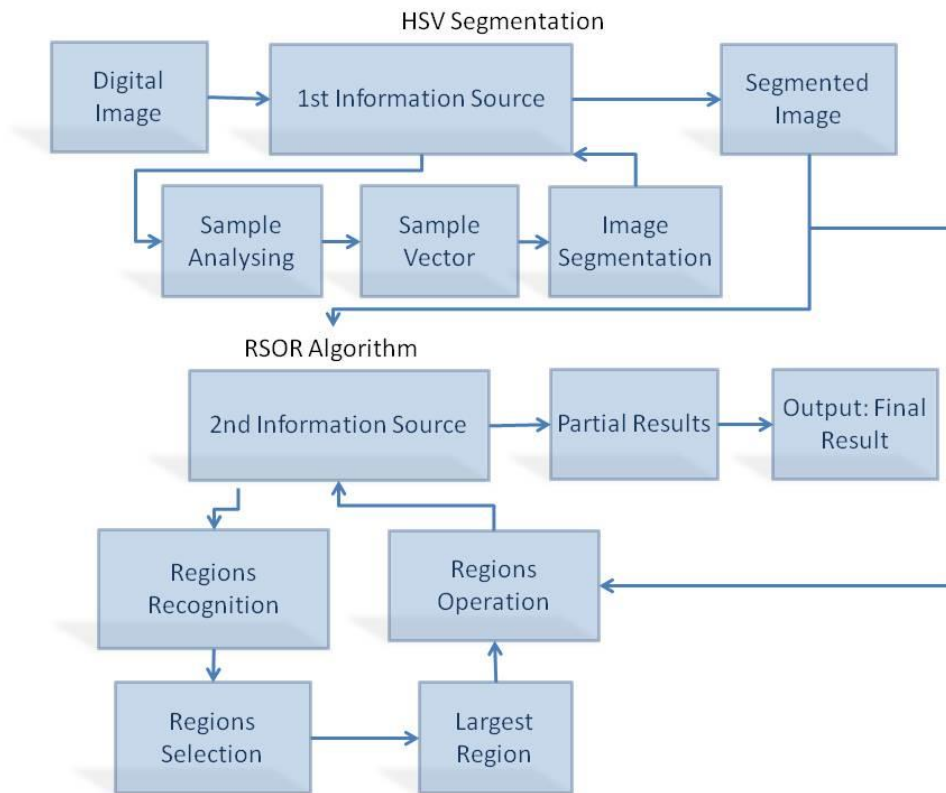 HSV Segmentation
Digital
Image
1st Information Source
Segmented
Image
Sample
Analysing
Sample
Vector
Image
Segmentation
RSOR Algorithm
2nd Information Source
Partial Results
Output: Final
Result
Regions
Recognition
Regions
Operation
Regions
Selection
Largest
Region